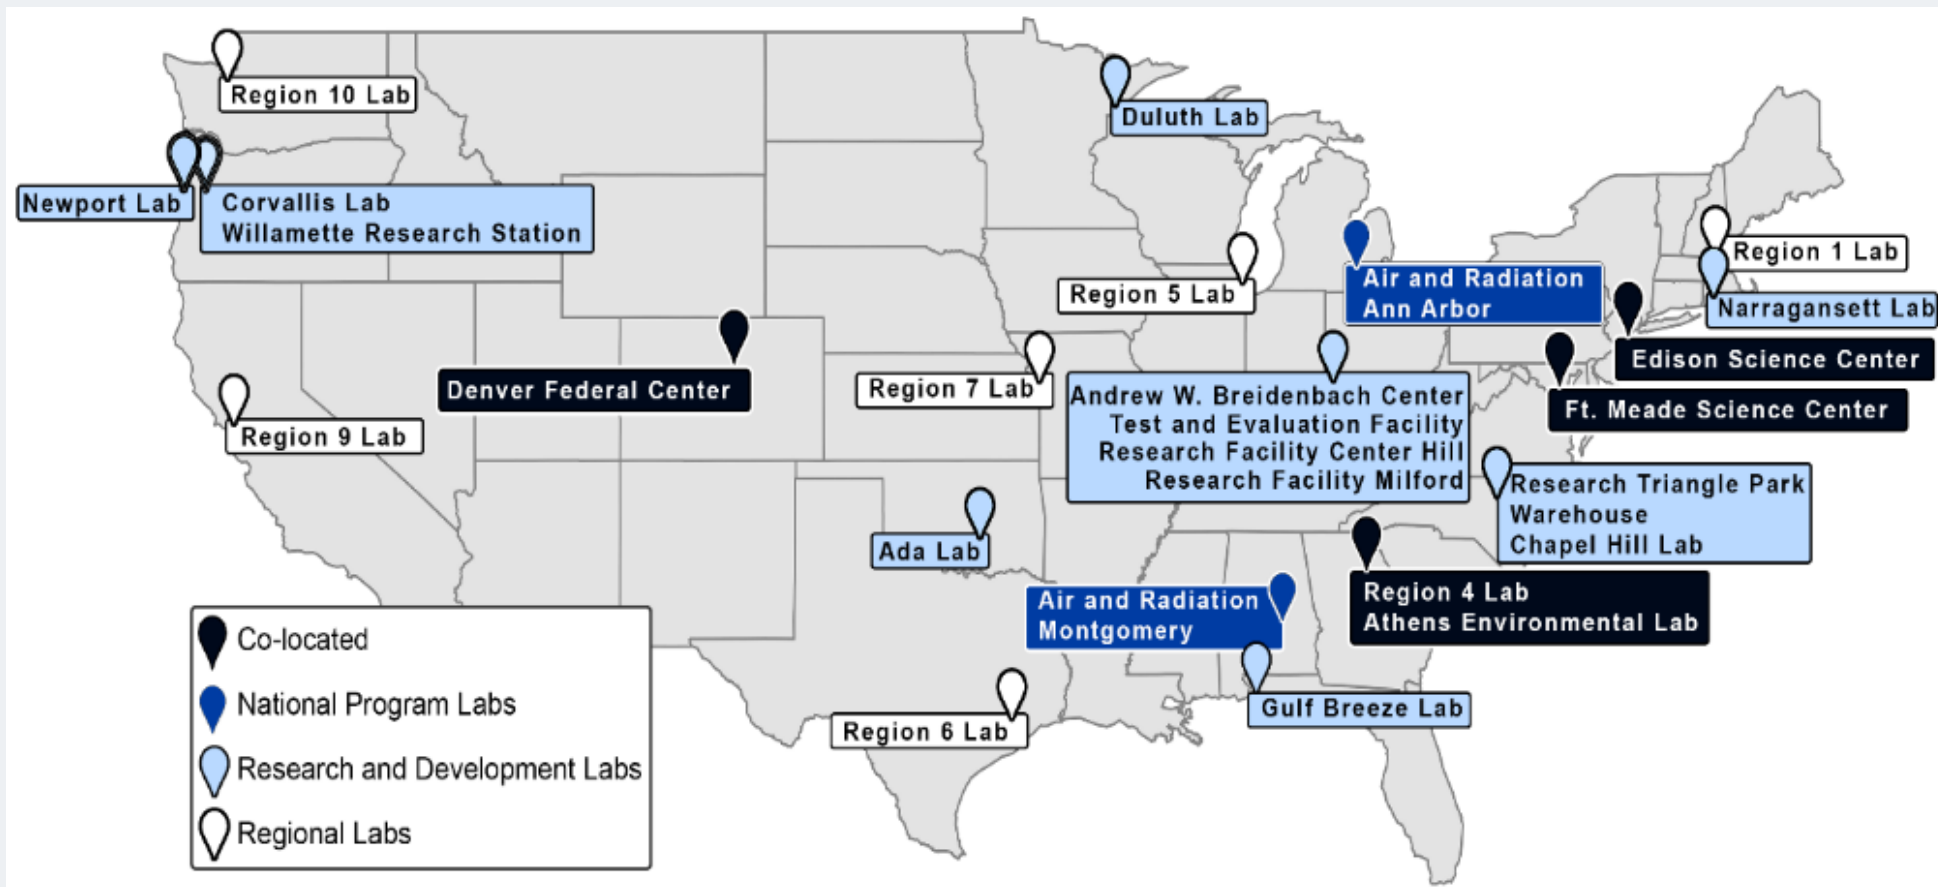 Region 10 Lab
Duluth Lab
Newport Lab
Corvallis Lab
Willamette Research Station
Region 1 Lab
Air and Radiation
Ann Arbor
Region 5 Lab
Narragansett Lab
Edison Science Center
Denver Federal Center
Region 7 Lab
Andrew W. Breidenbach Center
Test and Evaluation Facility
Research Facility Center Hill
Research Facility Milford
Ft. Meade Science Center
Region 9 Lab
Research Triangle Park
Warehouse
Chapel Hill Lab
Ada Lab
Air and Radiation
Montgomery
Region 4 Lab
Athens Environmental Lab
Gulf Breeze Lab
Region 6 Lab
Co-located
National Program Labs
Research and Development Labs
Regional Labs